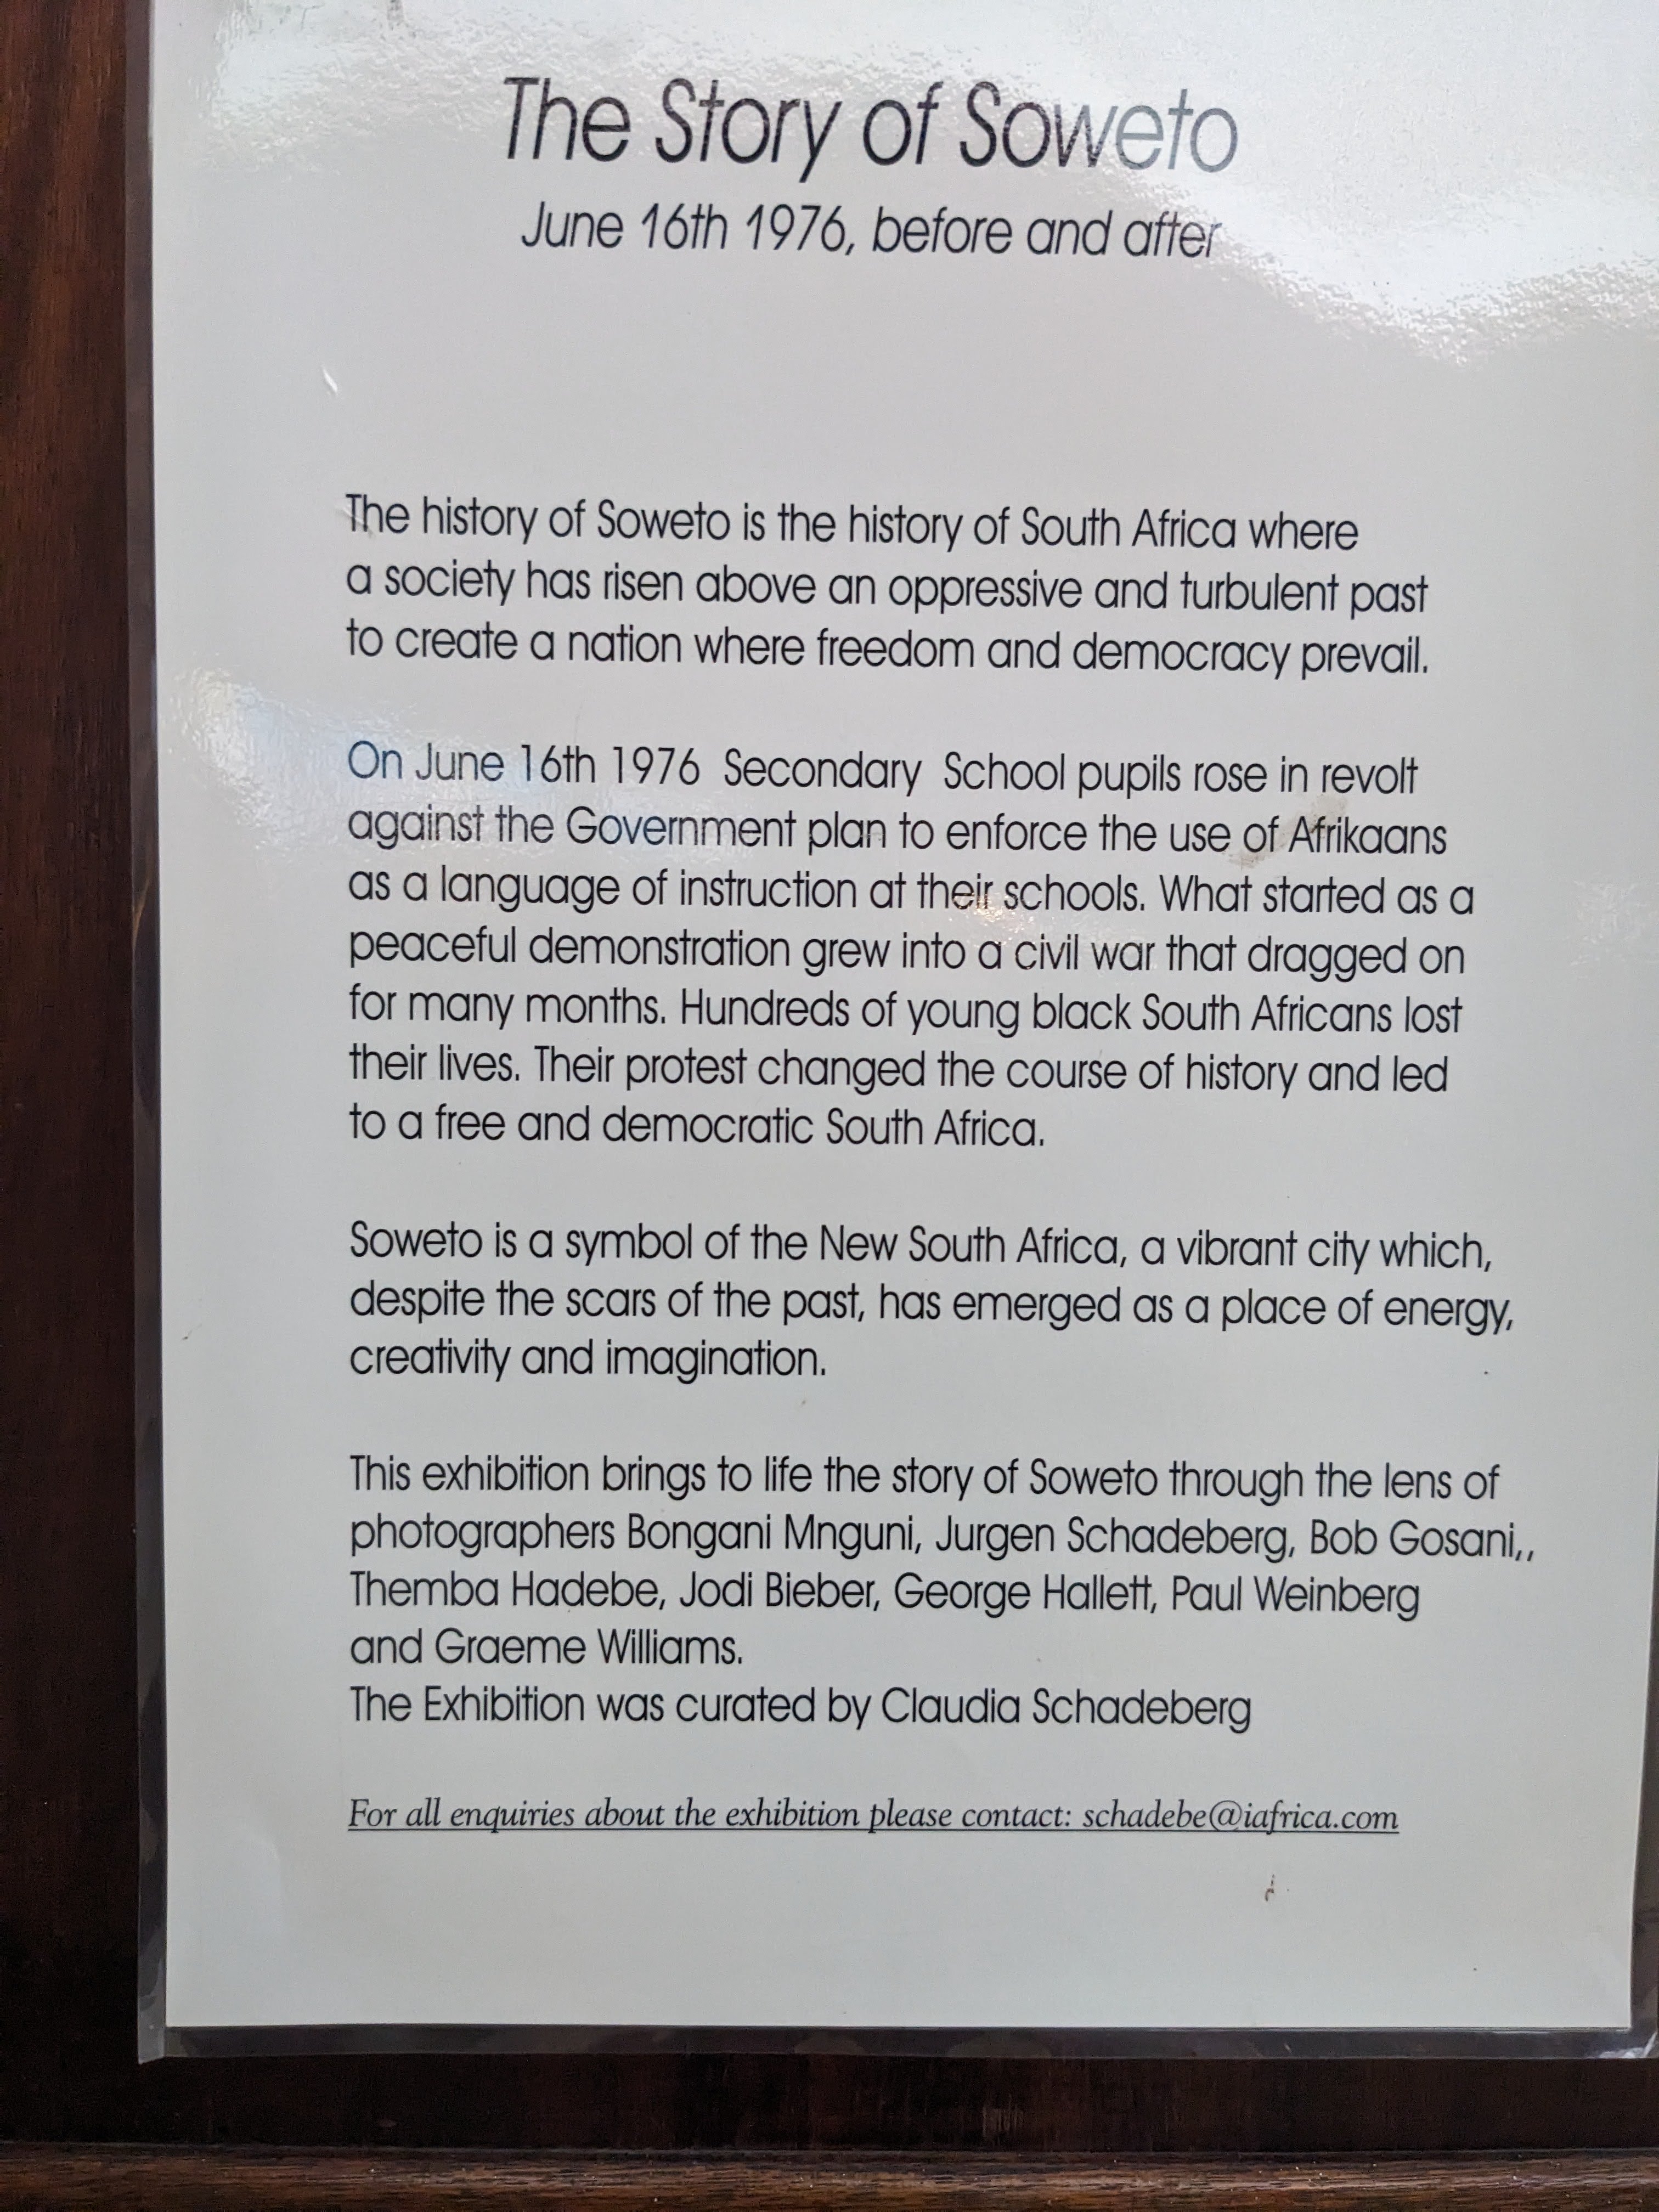 The Story of Soweto
June 16th 1976, before and after
The history of Soweto is the history of South Africa where
a society has risen above an oppressive and turbulent past
to create a nation where freedom and democracy prevail.
On June 16th 1976  Secondary  School pupils rose in revolt
against the Government plan to enforce the use of Afrikaans
as a language of instruction at their schools. What started as a
peaceful demonstration grew into a civil war that dragged on
for many months. Hundreds of young black South Africans lost
their lives. Their protest changed the course of history and led
to a free and democratic South Africa.
Soweto is a symbol of the New South Africa, a vibrant city which,
despite the scars of the past, has emerged as a place of energy,
creativity and imagination.
This exhibition brings to life the story of Soweto through the lens of
photographers Bongani Mnguni, Jurgen Schadeberg, Bob Gosani,,
Themba Hadebe, Jodi Bieber, George Hallett, Paul Weinberg
and Graeme Williams.
The Exhibition was curated by Claudia Schadeberg
For all enquiries about the exhibition please contact: schadebe@iafrica.com